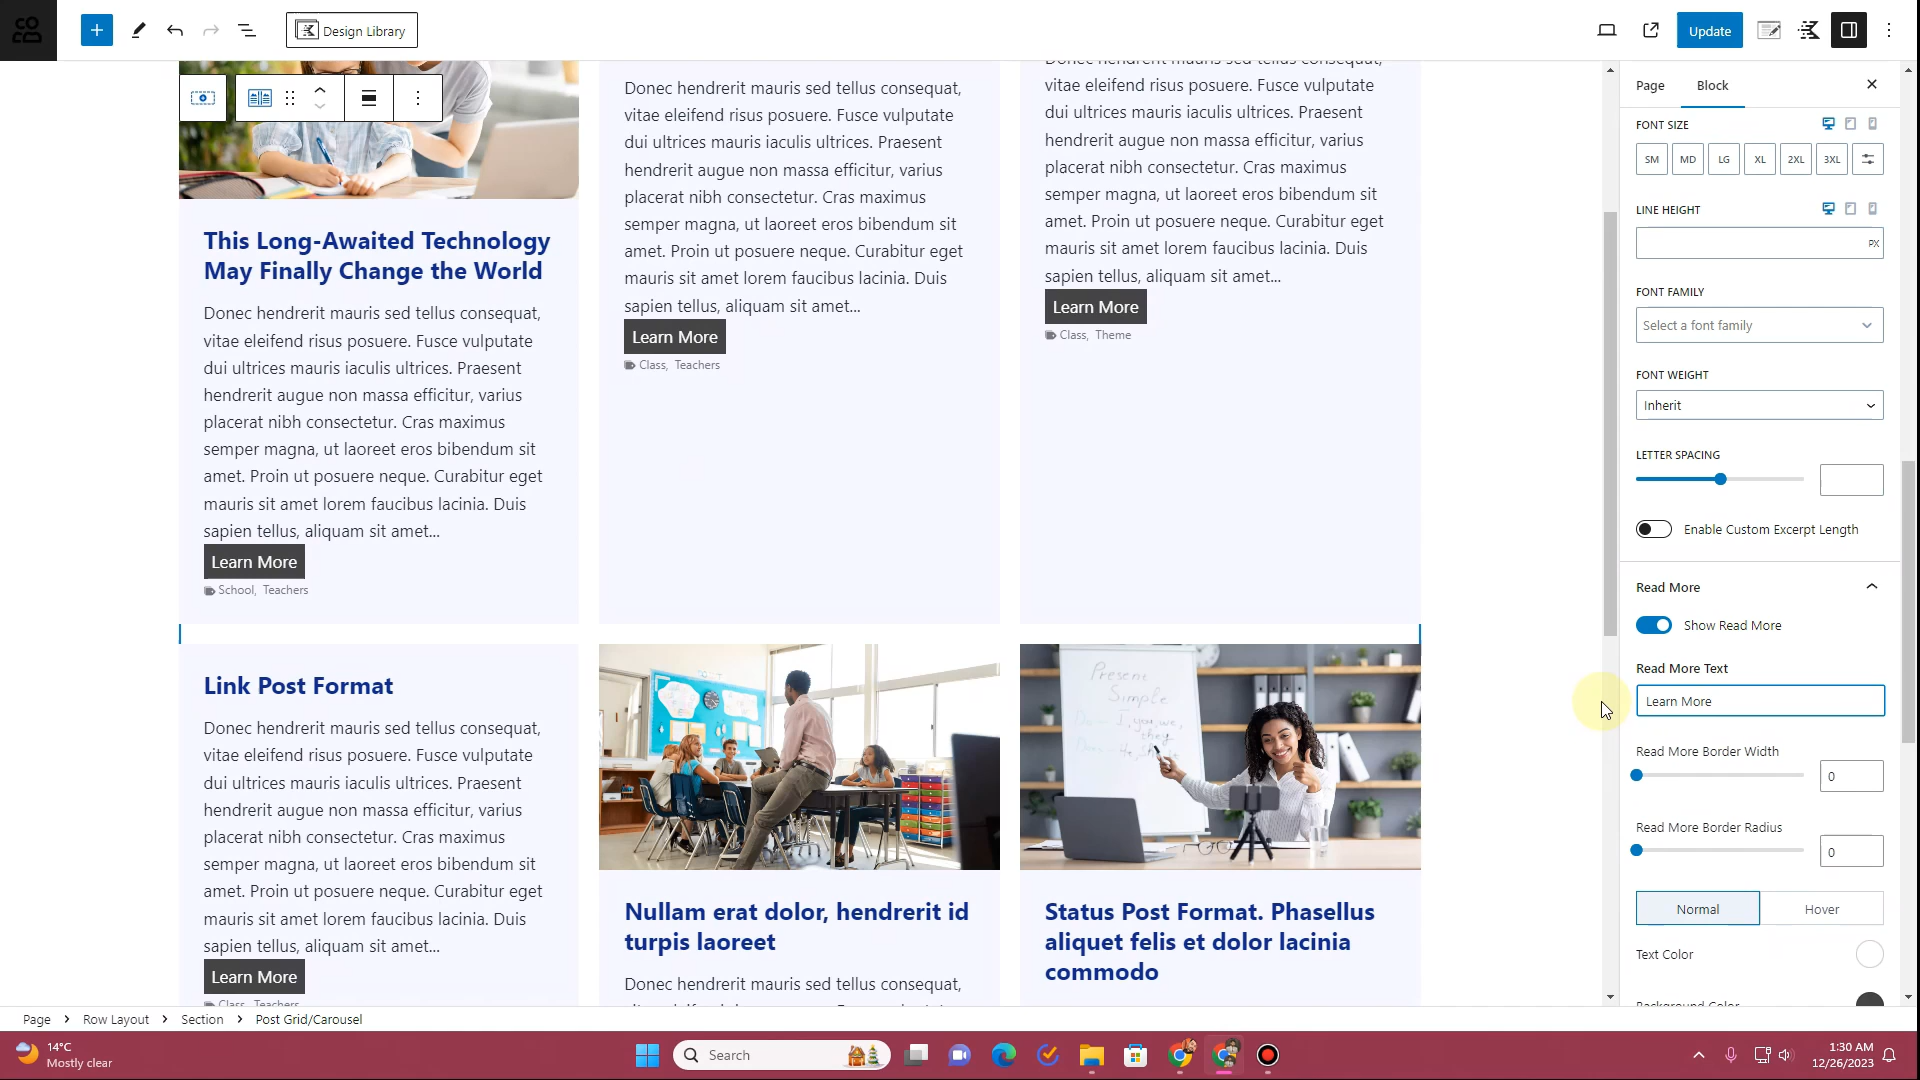 Design Library
Update
This Long-Awaited Technology
May Finally Change the World
Donec hendrerit mauris sed tellus consequat,
vitae eleifend risus posuere. Fusce vulputate
dui ultrices mauris iaculis ultrices. Praesent
hendrerit augue non massa efficitur, varius
placerat nibh consectetur. Cras maximus
semper magna, ut laoreet eros bibendum sit
amet. Proin ut posuere neque. Curabitur eget
mauris sit amet lorem faucibus lacinia. Duis
sapien tellus, aliquam sit amet...
Learn More
School, Teachers
Donec hendrerit mauris sed tellus consequat,
vitae eleifend risus posuere. Fusce vulputate
dui ultrices mauris iaculis ultrices. Praesent
hendrerit augue non massa efficitur, varius
placerat nibh consectetur. Cras maximus
semper magna, ut laoreet eros bibendum sit
amet. Proin ut posuere neque. Curabitur eget
mauris sit amet lorem faucibus lacinia. Duis
sapien tellus, aliquam sit amet...
Learn More
Class, Teachers
Donec hendrerit mauris sed tellus consequat,
vitae eleifend risus posuere. Fusce vulputate
dui ultrices mauris iaculis ultrices. Praesent
hendrerit augue non massa efficitur, varius
placerat nibh consectetur. Cras maximus
semper magna, ut laoreet eros bibendum sit
amet. Proin ut posuere neque. Curabitur eget
mauris sit amet lorem faucibus lacinia. Duis
sapien tellus, aliquam sit amet...
Learn More
Class, Theme
Link Post Format
Donec hendrerit mauris sed tellus consequat,
vitae eleifend risus posuere. Fusce vulputate
dui ultrices mauris iaculis ultrices. Praesent
hendrerit augue non massa efficitur, varius
placerat nibh consectetur. Cras maximus
semper magna, ut laoreet eros bibendum sit
amet. Proin ut posuere neque. Curabitur eget
mauris sit amet lorem faucibus lacinia. Duis
sapien tellus, aliquam sit amet...
Learn More
Class, Teachers
Nullam erat dolor, hendrerit id
turpis laoreet
Donec hendrerit mauris sed tellus consequat,
Present
Simple
Status Post Format. Phasellus
aliquet felis et dolor lacinia
commodo
Page Block
FONT SIZE
SM MD LG XL 2XL 3XL
LINE HEIGHT
PX
FONT FAMILY
Select a font family
FONT WEIGHT
Inherit
LETTER SPACING
Enable Custom Excerpt Length
Read More
Show Read More
Read More Text
Learn More
Read More Border Width
0
Read More Border Radius
0
Normal Hover
Text Color
Background Color
Page > Row Layout > Section > Post Grid/Carousel
14°C
Mostly clear
Search
1:30 AM
12/26/2023